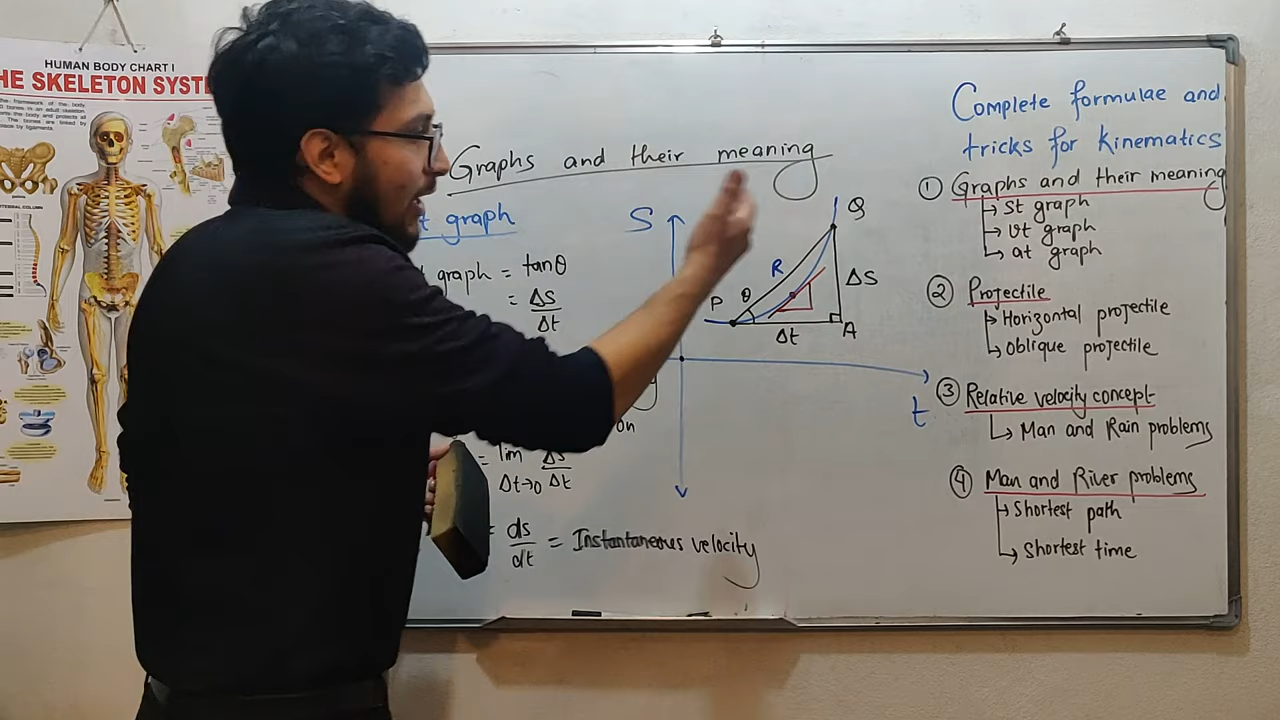 HUMAN BODY CHART I
HE SKELETON SYST
Graphs and their meaning
t graph
graph = tanθ
= Δs
Δt
on
= lim Δs
Δt→0 Δt
= ds
dt = Instantaneous velocity
S
Q
R
P
θ
ΔS
A
Δt
t
Complete formulae and
tricks for kinematics
① Graphs and their meaning
↳ st graph
↳ vt graph
↳ at graph
② Projectile
↳ Horizontal projectile
↳ oblique projectile
③ Relative velocity concept
↳ Man and Rain problems
④ Man and River problems
↳ shortest path
↳ shortest time